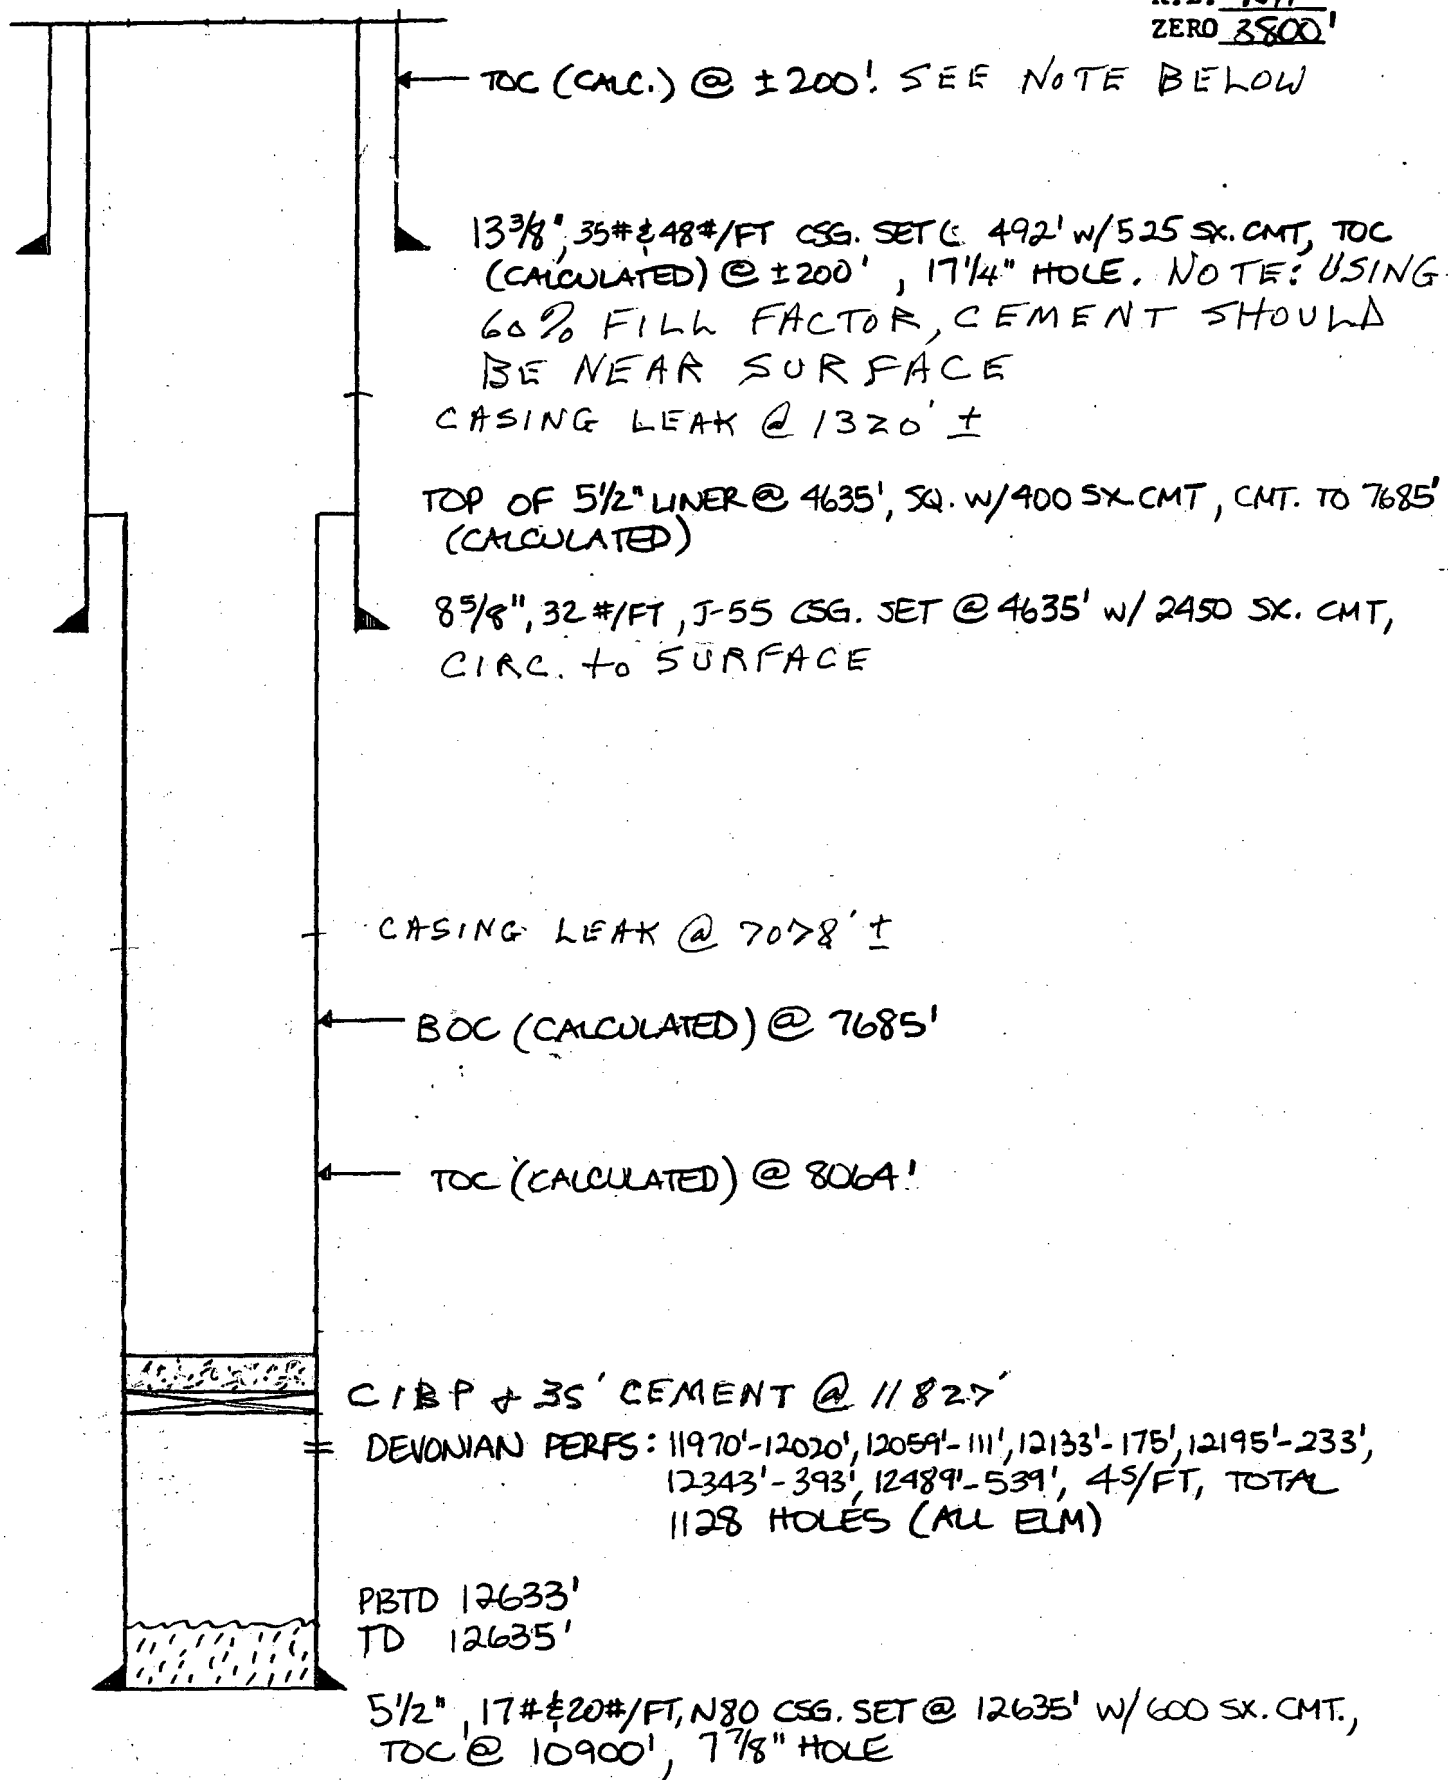 ZERO 3800'
TOC (CALC.) @ ±200'. SEE NOTE BELOW
13 3/8", 35# & 48#/FT CSG. SET @ 492' w/ 525 SX. CMT, TOC
(CALCULATED) @ ±200', 17 1/4" HOLE. NOTE: USING
60% FILL FACTOR, CEMENT SHOULD
BE NEAR SURFACE
CASING LEAK @ 1320' ±
TOP OF 5 1/2" LINER @ 4635', SQ. W/ 400 SX CMT, CMT. TO 7685'
(CALCULATED)
8 5/8", 32 #/FT, J-55 CSG. SET @ 4635' w/ 2450 SX. CMT,
CIRC. to SURFACE
CASING LEAK @ 7078' ±
BOC (CALCULATED) @ 7685'
TOC (CALCULATED) @ 8064'
CIBP + 35' CEMENT @ 11827'
DEVONIAN PERFS: 11970'-12020', 12059'-111', 12133'-175', 12195'-233',
12343'-393', 12489'-539', 4S/FT, TOTAL
1128 HOLES (ALL ELM)
PBTD 12633'
TD 12635'
5 1/2", 17# & 20#/FT, N80 CSG. SET @ 12635' W/ 600 SX. CMT.,
TOC @ 10900', 7 7/8" HOLE